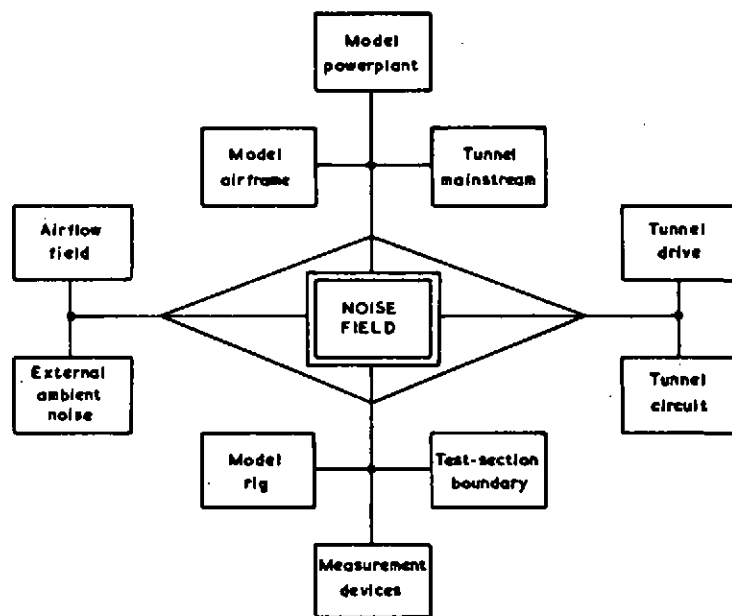 Model
powerplant
Model
airframe
Tunnel
mainstream
Airflow
field
Tunnel
drive
NOISE
FIELD
External
ambient
noise
Tunnel
circuit
Model
rig
Test-section
boundary
Measurement
devices